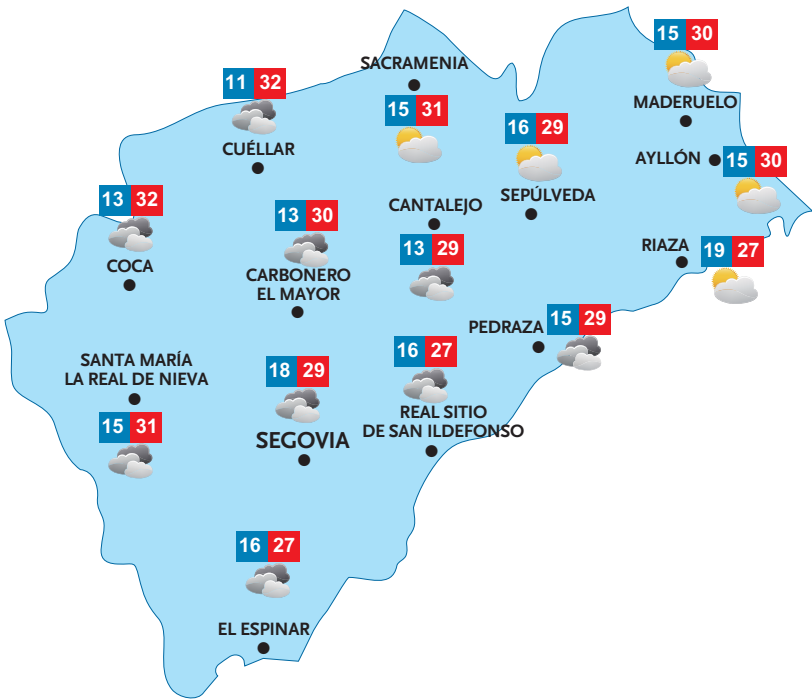 15 30
MADERUELO
SACRAMENIA
15 31
11 32
CUÉLLAR
16 29
SEPÚLVEDA
AYLLÓN
15 30
13 32
COCA
13 30
CARBONERO
EL MAYOR
CANTALEJO
13 29
RIAZA
19 27
PEDRAZA
15 29
SANTA MARÍA
LA REAL DE NIEVA
15 31
18 29
SEGOVIA
16 27
REAL SITIO
DE SAN ILDEFONSO
16 27
EL ESPINAR